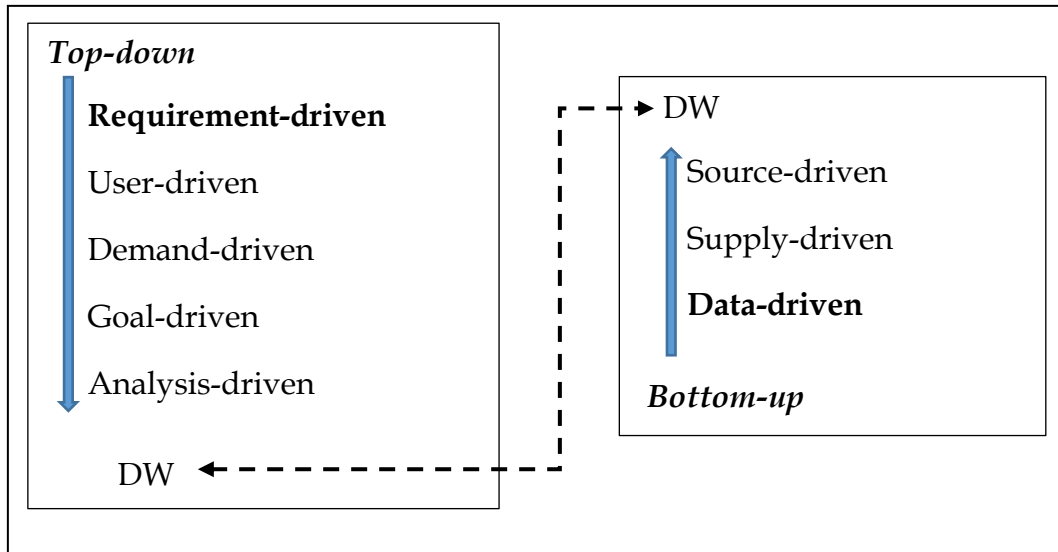 Top-down
Requirement-driven
User-driven
Demand-driven
Goal-driven
Analysis-driven
DW
DW
Source-driven
Supply-driven
Data-driven
Bottom-up